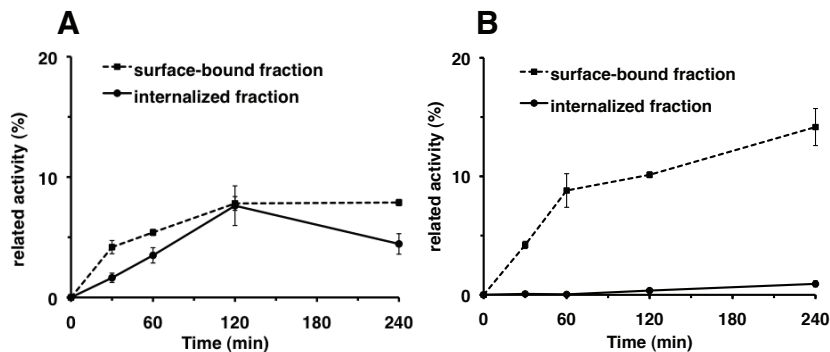 A
surface-bound fraction
internalized fraction
related activity (%)
20
10
0
0 60 120 180 240
Time (min)
B
surface-bound fraction
internalized fraction
related activity (%)
20
10
0
0 60 120 180 240
Time (min)